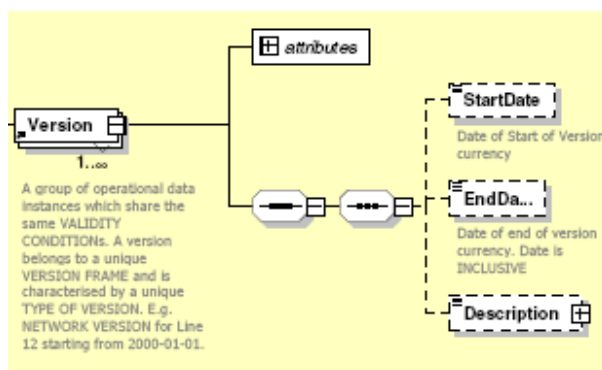 attributes
Version
1..∞
A group of operational data
instances which share the
same VALIDITY
CONDITIONs. A version
belongs to a unique
VERSION FRAME and is
characterised by a unique
TYPE OF VERSION. E.g.
NETWORK VERSION for Line
12 starting from 2000-01-01.
StartDate
Date of Start of Version
currency
EndDa...
Date of end of version
currency. Date is
INCLUSIVE
Description